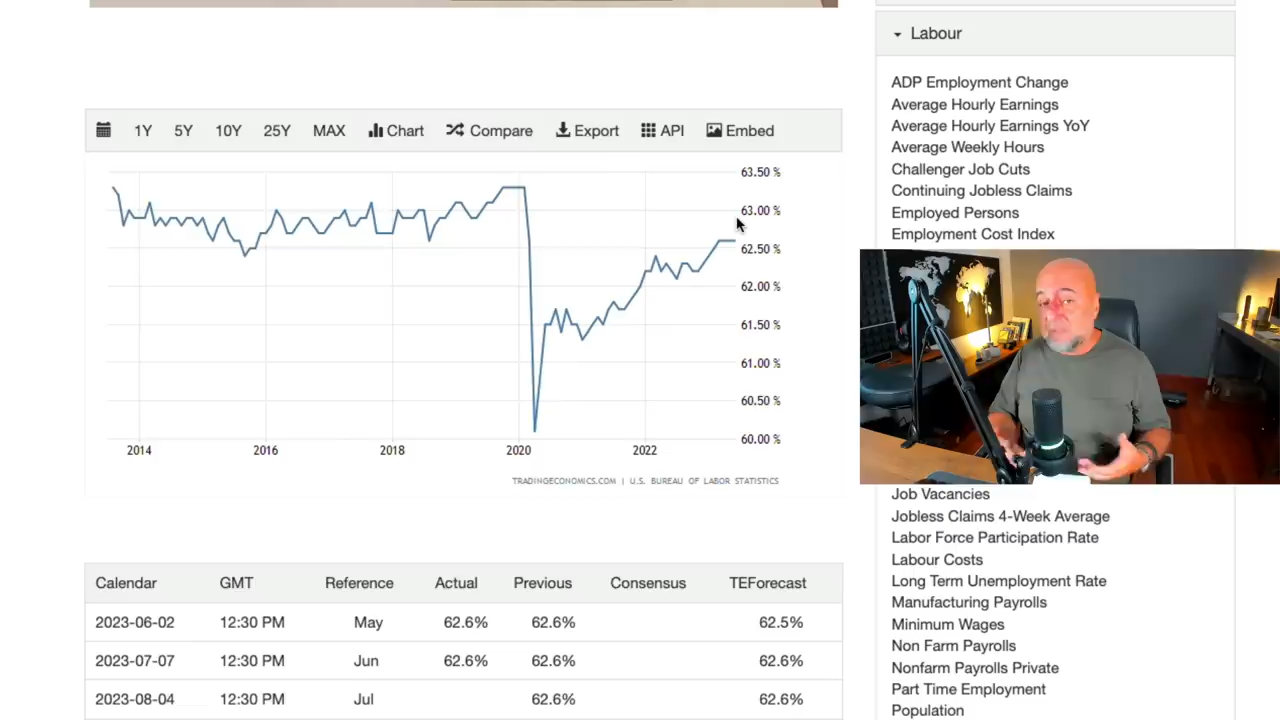 1Y 5Y 10Y 25Y MAX Chart Compare Export API Embed
63.50 %
63.00 %
62.50 %
62.00 %
61.50 %
61.00 %
60.50 %
60.00 %
2014 2016 2018 2020 2022
TRADINGECONOMICS.COM | U.S. BUREAU OF LABOR STATISTICS
Calendar GMT Reference Actual Previous Consensus TEForecast
2023-06-02 12:30 PM May 62.6% 62.6% 62.5%
2023-07-07 12:30 PM Jun 62.6% 62.6% 62.6%
2023-08-04 12:30 PM Jul 62.6% 62.6%
Labour
ADP Employment Change
Average Hourly Earnings
Average Hourly Earnings YoY
Average Weekly Hours
Challenger Job Cuts
Continuing Jobless Claims
Employed Persons
Employment Cost Index
Job Vacancies
Jobless Claims 4-Week Average
Labor Force Participation Rate
Labour Costs
Long Term Unemployment Rate
Manufacturing Payrolls
Minimum Wages
Non Farm Payrolls
Nonfarm Payrolls Private
Part Time Employment
Population